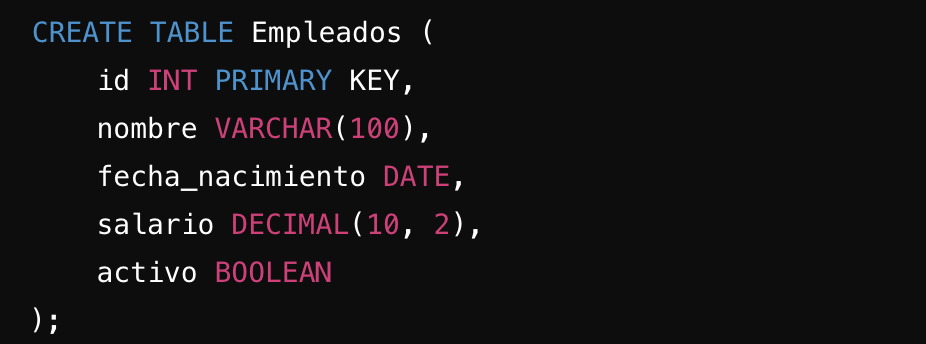 CREATE TABLE Empleados (
    id INT PRIMARY KEY,
    nombre VARCHAR(100),
    fecha_nacimiento DATE,
    salario DECIMAL(10, 2),
    activo BOOLEAN
);